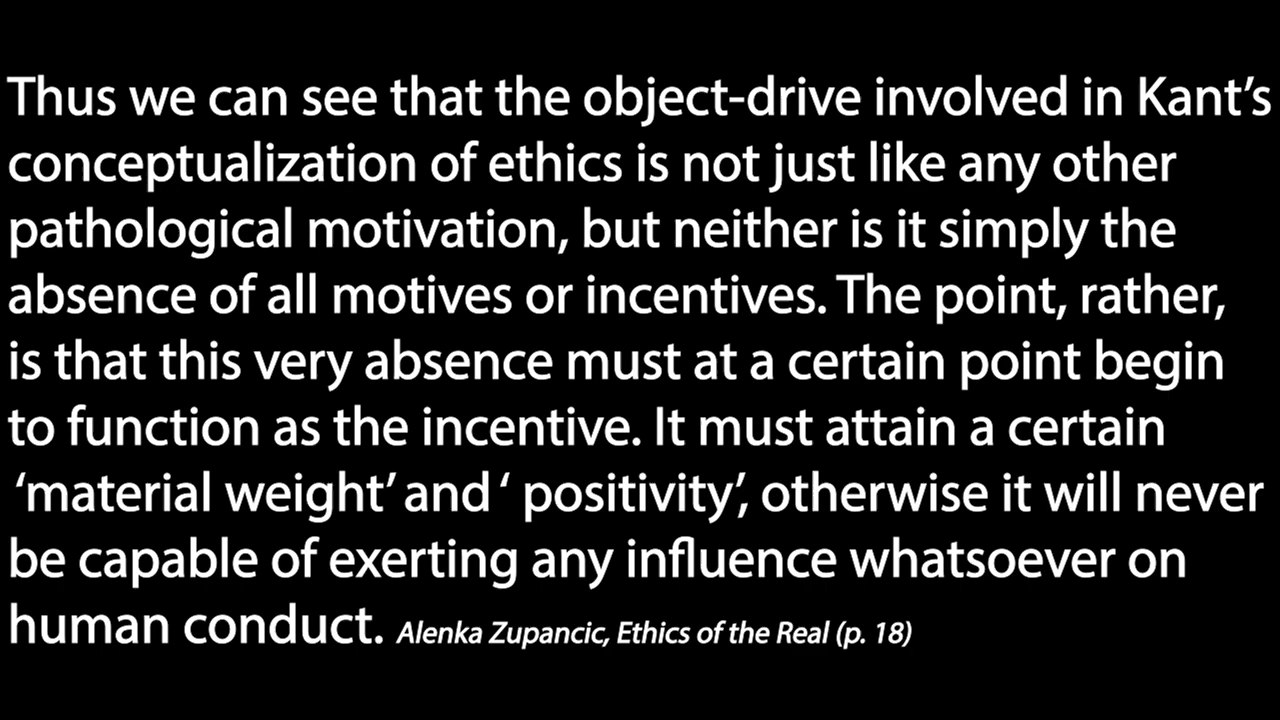 Thus we can see that the object-drive involved in Kant’s
conceptualization of ethics is not just like any other
pathological motivation, but neither is it simply the
absence of all motives or incentives. The point, rather,
is that this very absence must at a certain point begin
to function as the incentive. It must attain a certain
‘material weight’ and ‘ positivity’, otherwise it will never
be capable of exerting any influence whatsoever on
human conduct. Alenka Zupancic, Ethics of the Real (p. 18)